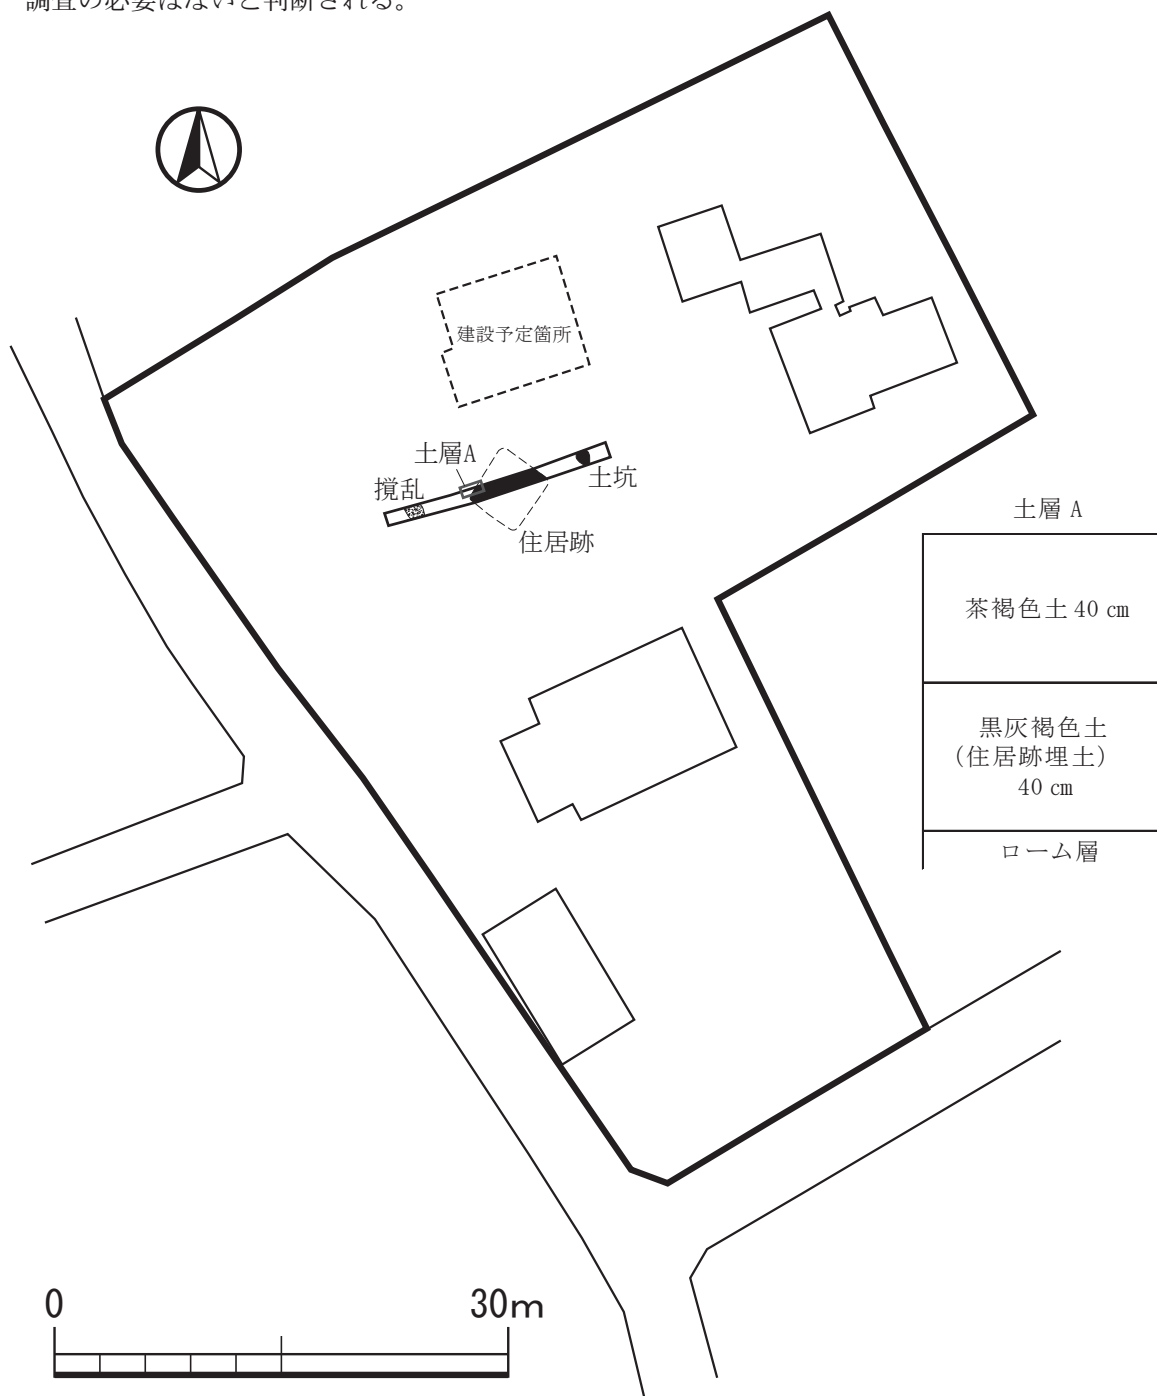 調査の必要はないと判断される。
建設予定箇所
土層A
撹乱
土坑
住居跡
土層 A
茶褐色土 40 cm
黒灰褐色土
(住居跡埋土)
40 cm
ローム層
0 30m